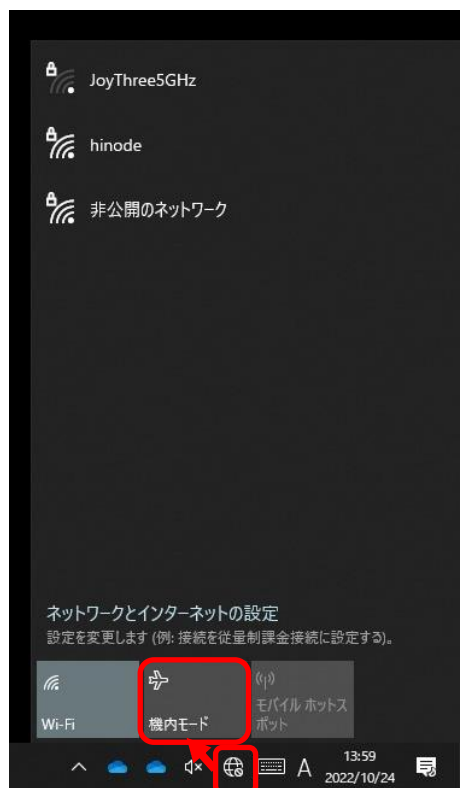 JoyThree5GHz
hinode
非公開のネットワーク
ネットワークとインターネットの設定
設定を変更します (例: 接続を従量制課金接続に設定する)。
Wi-Fi
機内モード
モバイル ホットス
ポット
A
13:59
2022/10/24